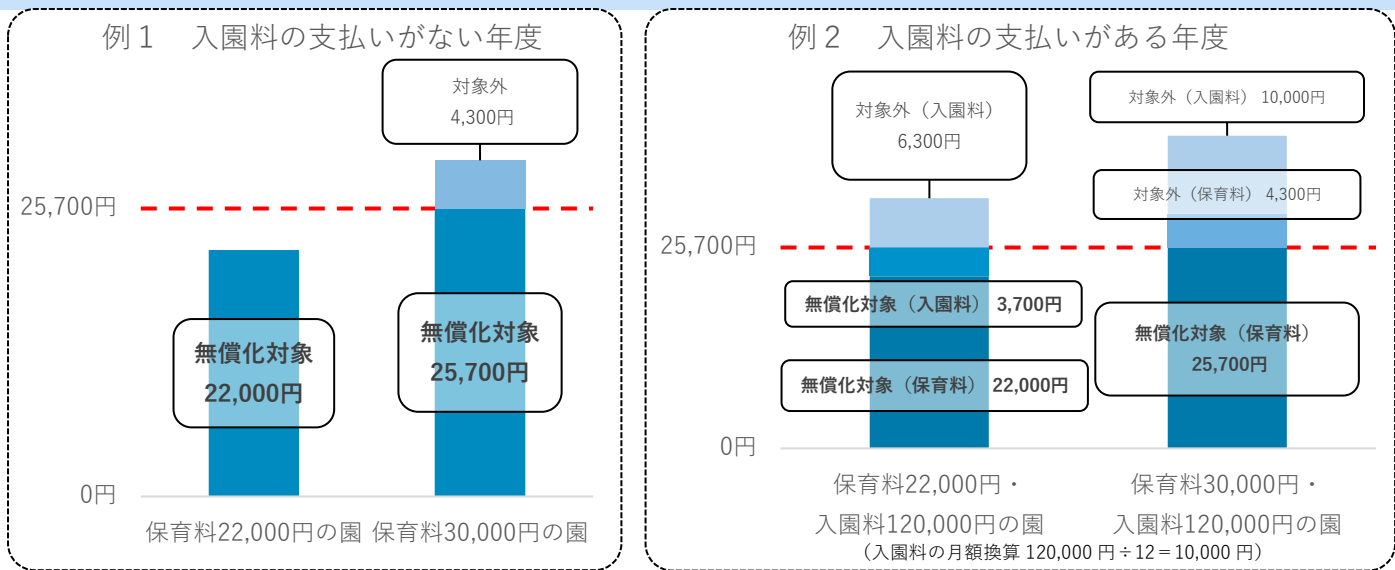 例１　入園料の支払いがない年度
対象外
4,300円
25,700円
無償化対象
22,000円
無償化対象
25,700円
0円
保育料22,000円の園
保育料30,000円の園
例２　入園料の支払いがある年度
対象外（入園料）
6,300円
対象外（入園料） 10,000円
対象外（保育料） 4,300円
25,700円
無償化対象（入園料） 3,700円
無償化対象（保育料） 22,000円
無償化対象（保育料）
25,700円
0円
保育料22,000円・
入園料120,000円の園
保育料30,000円・
入園料120,000円の園
（入園料の月額換算 120,000 円÷12＝10,000 円）